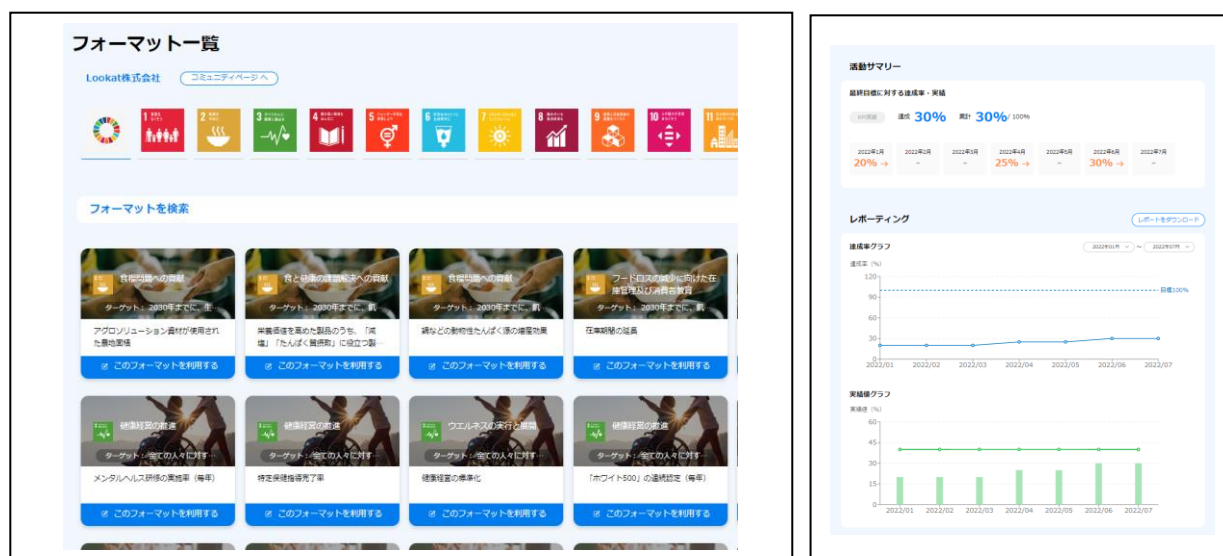 フォーマット一覧
Lookat株式会社
コミュニティページ へ
1
2
3
4
5
6
7
8
9
10
11
フォーマットを検索
食糧問題への貢献
ターゲット: 2030年までに、生…
アグロソリューション資材が使用され
た農地面積
このフォーマットを利用する
食と健康の課題解決への貢献
ターゲット: 2030年までに、飢…
栄養価値を高めた製品のうち、「減
塩」「たんぱく質摂取」に役立つ製…
このフォーマットを利用する
食糧問題への貢献
ターゲット: 2030年までに、飢…
鶏などの動物性たんぱく源の増産効果
このフォーマットを利用する
フードロスの減少に向けた在
庫管理及び消費者教育
ターゲット: 2030年までに、飢…
在庫期間の延長
このフォーマットを利用する
健康経営の推進
ターゲット: 全ての人々に対す…
メンタルヘルス研修の実施率(毎年)
このフォーマットを利用する
健康経営の推進
ターゲット: 全ての人々に対す…
特定保健指導完了率
このフォーマットを利用する
ウエルネスの実行と展開
ターゲット: 全ての人々に対す…
健康経営の標準化
このフォーマットを利用する
健康経営の推進
ターゲット: 全ての人々に対す…
「ホワイト500」の連続認定(毎年)
このフォーマットを利用する
活動サマリー
最終目標に対する達成率・実績
KPI実績 達成 30% 累計 30% / 100%
2022年1月 2022年2月 2022年3月 2022年4月 2022年5月 2022年6月 2022年7月
20% → - - 25% → - 30% → -
レポーティング
レポートをダウンロード
達成率グラフ
2022年01月 ~ 2022年07月
達成率 (%)
120
目標100%
90
60
30
0
2022/01 2022/02 2022/03 2022/04 2022/05 2022/06 2022/07
実績値グラフ
実績値 (%)
60
45
30
15
0
2022/01 2022/02 2022/03 2022/04 2022/05 2022/06 2022/07